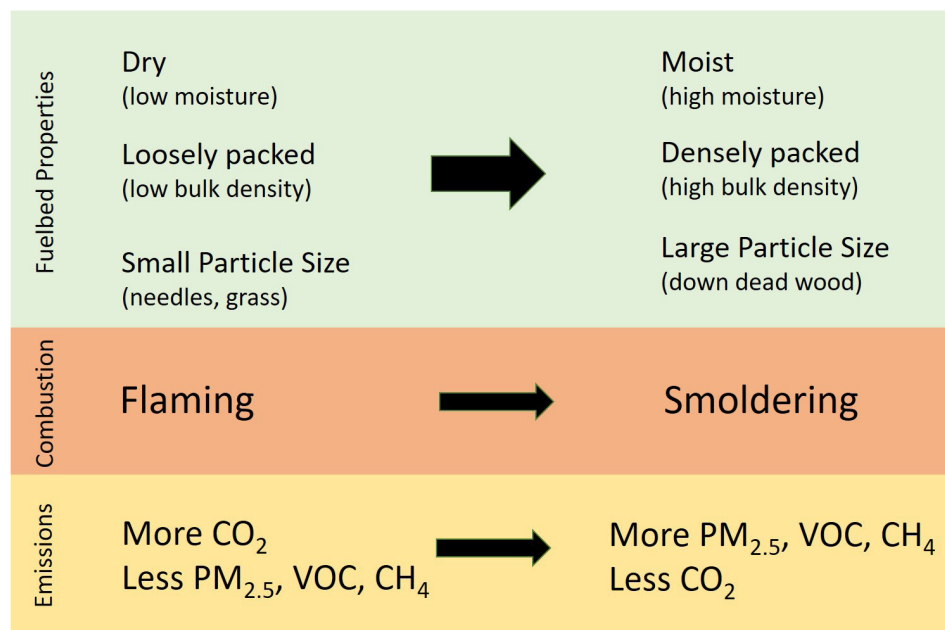 Fuelbed Properties
Dry
(low moisture)
Loosely packed
(low bulk density)
Small Particle Size
(needles, grass)
Moist
(high moisture)
Densely packed
(high bulk density)
Large Particle Size
(down dead wood)
Combustion
Flaming
Smoldering
Emissions
More CO₂
Less PM₂.₅, VOC, CH₄
More PM₂.₅, VOC, CH₄
Less CO₂